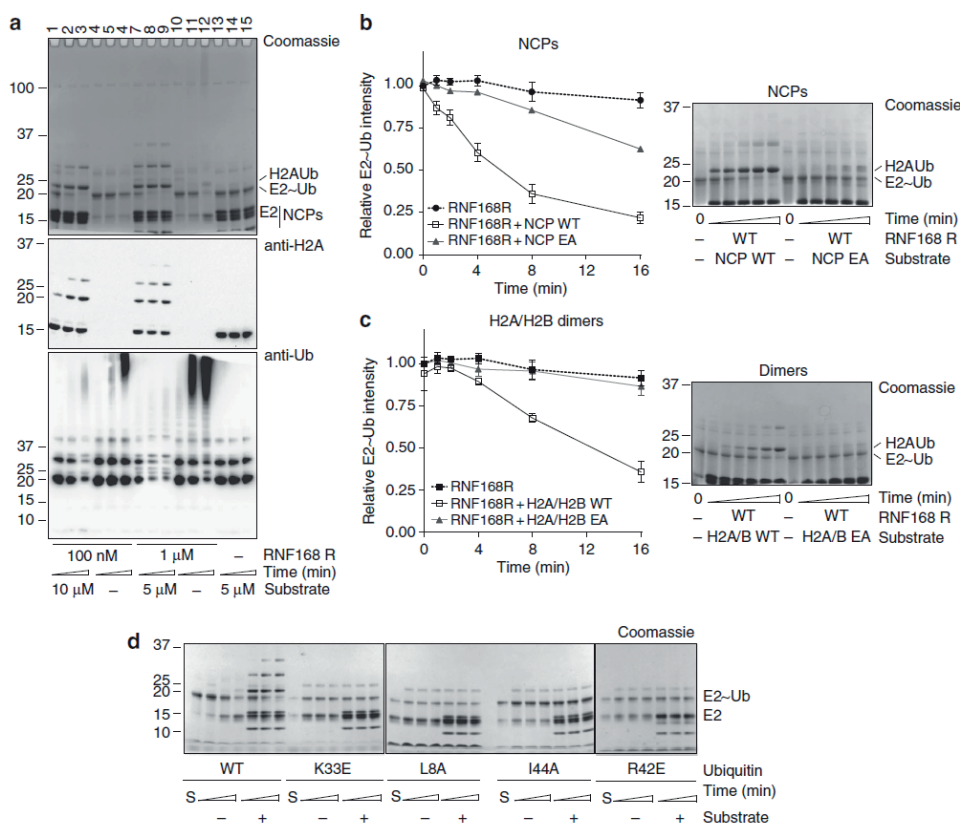 a
1 2 3 4 5 4 7 8 9 10 11 12 13 14 15
Coomassie
100
37
25
20
15
H2AUb
E2~Ub
E2
NCPs
anti-H2A
37
25
20
15
anti-Ub
37
25
20
15
10
100 nM 1 μM – RNF168 R
Time (min)
10 μM – 5 μM – 5 μM Substrate
b
NCPs
Relative E2~Ub intensity
1.00
0.75
0.50
0.25
0.00
RNF168R
RNF168R + NCP WT
RNF168R + NCP EA
0 4 8 12 16
Time (min)
NCPs
Coomassie
37
25
20
15
H2AUb
E2~Ub
0 0 Time (min)
– WT – WT RNF168 R
– NCP WT – NCP EA Substrate
c
H2A/H2B dimers
Relative E2~Ub intensity
1.00
0.75
0.50
0.25
0.00
RNF168R
RNF168R + H2A/H2B WT
RNF168R + H2A/H2B EA
0 4 8 12 16
Time (min)
Dimers
Coomassie
37
25
20
15
H2AUb
E2~Ub
0 0 Time (min)
– WT – WT RNF168 R
– H2A/B WT – H2A/B EA Substrate
d
Coomassie
37
25
20
15
10
E2~Ub
E2
WT K33E L8A I44A R42E Ubiquitin
S S S S S Time (min)
– + – + – + – + – + Substrate